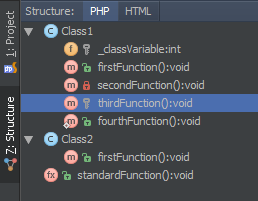 Structure: PHP HTML
1: Project
Class1
f _classVariable:int
m firstFunction():void
m secondFunction():void
m thirdFunction():void
m fourthFunction():void
Z: Structure
C Class2
m firstFunction():void
fx standardFunction():void